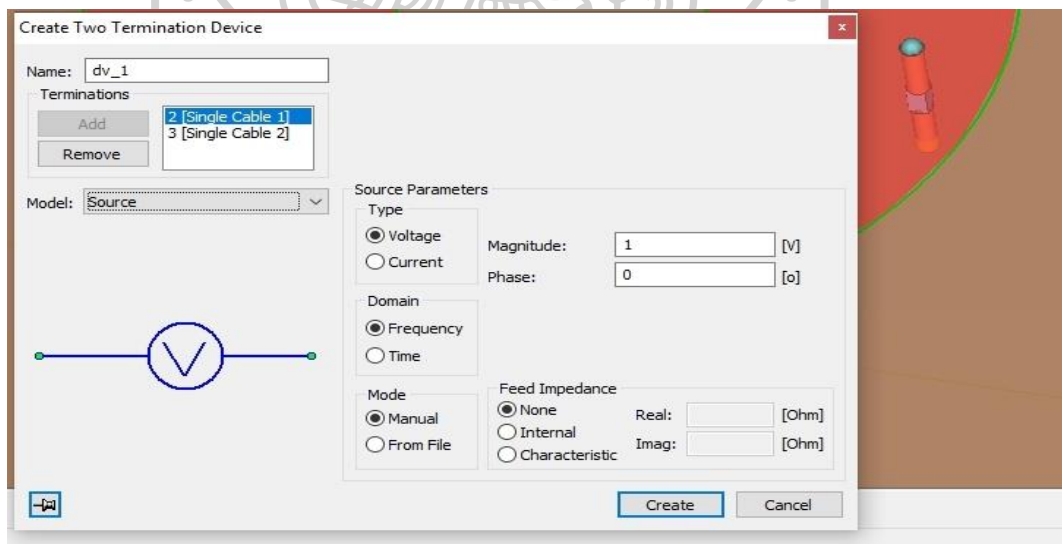 Create Two Termination Device
x
Name: dv_1
Terminations
Add
Remove
2 [Single Cable 1]
3 [Single Cable 2]
Model: Source
V
Source Parameters
Type
Voltage
Current
Magnitude: 1 [V]
Phase: 0 [o]
Domain
Frequency
Time
Mode
Manual
From File
Feed Impedance
None
Internal
Characteristic
Real: [Ohm]
Imag: [Ohm]
Create
Cancel